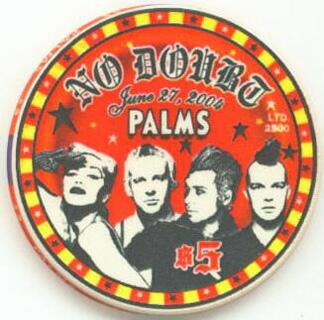 NO DOUBT
June 27, 2004
PALMS
LTD
2500
$5